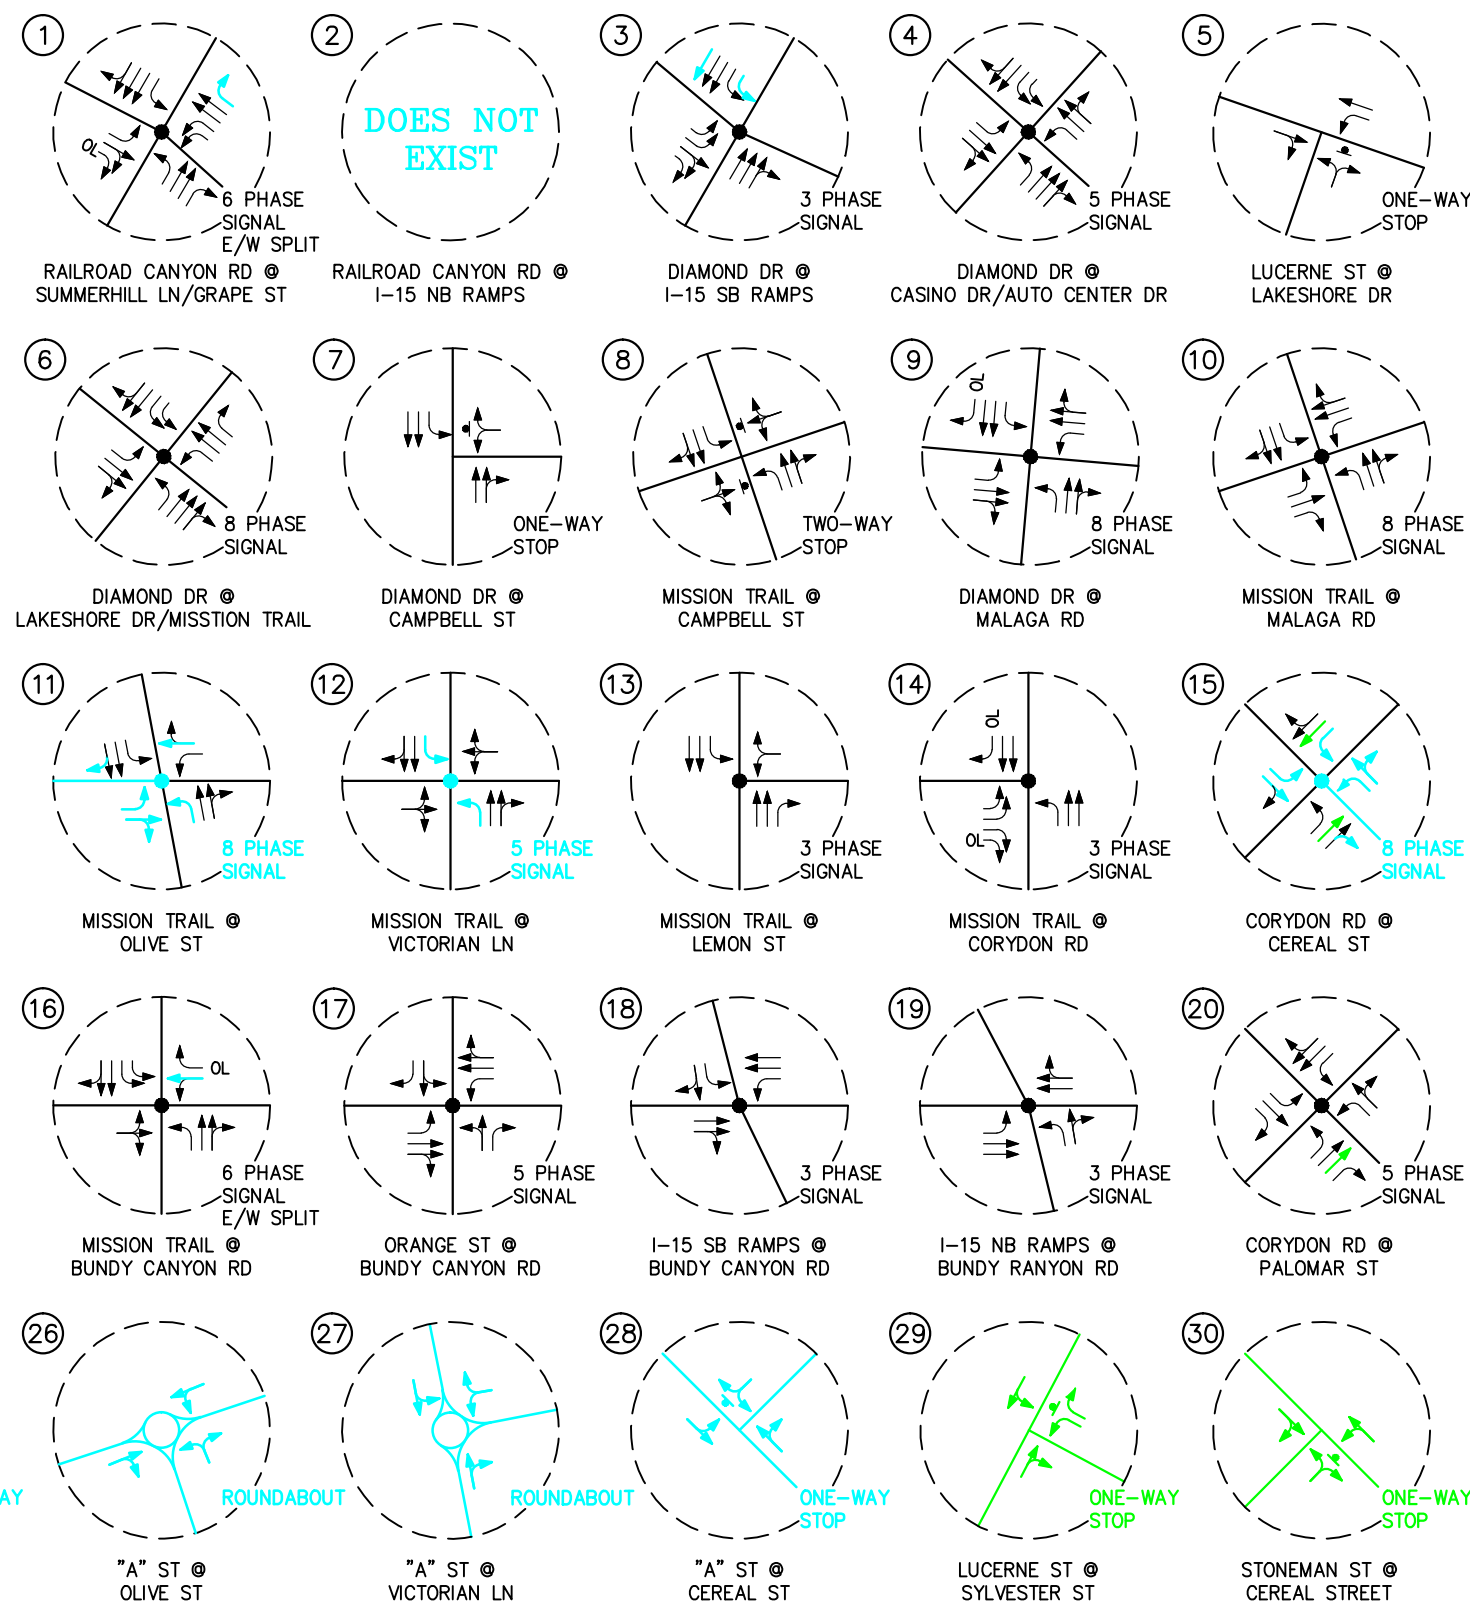 1
OL
6 PHASE
SIGNAL
E/W SPLIT
RAILROAD CANYON RD @
SUMMERHILL LN/GRAPE ST
2
DOES NOT
EXIST
RAILROAD CANYON RD @
I-15 NB RAMPS
3
3 PHASE
SIGNAL
DIAMOND DR @
I-15 SB RAMPS
4
5 PHASE
SIGNAL
DIAMOND DR @
CASINO DR/AUTO CENTER DR
5
ONE-WAY
STOP
LUCERNE ST @
LAKESHORE DR
6
8 PHASE
SIGNAL
DIAMOND DR @
LAKESHORE DR/MISSTION TRAIL
7
ONE-WAY
STOP
DIAMOND DR @
CAMPBELL ST
8
TWO-WAY
STOP
MISSION TRAIL @
CAMPBELL ST
9
OL
8 PHASE
SIGNAL
DIAMOND DR @
MALAGA RD
10
8 PHASE
SIGNAL
MISSION TRAIL @
MALAGA RD
11
8 PHASE
SIGNAL
MISSION TRAIL @
OLIVE ST
12
5 PHASE
SIGNAL
MISSION TRAIL @
VICTORIAN LN
13
3 PHASE
SIGNAL
MISSION TRAIL @
LEMON ST
14
OL
OL
3 PHASE
SIGNAL
MISSION TRAIL @
CORYDON RD
15
8 PHASE
SIGNAL
CORYDON RD @
CEREAL ST
16
OL
6 PHASE
SIGNAL
E/W SPLIT
MISSION TRAIL @
BUNDY CANYON RD
17
5 PHASE
SIGNAL
ORANGE ST @
BUNDY CANYON RD
18
3 PHASE
SIGNAL
I-15 SB RAMPS @
BUNDY CANYON RD
19
3 PHASE
SIGNAL
I-15 NB RAMPS @
BUNDY RANYON RD
20
5 PHASE
SIGNAL
CORYDON RD @
PALOMAR ST
26
AY
ROUNDABOUT
"A" ST @
OLIVE ST
27
ROUNDABOUT
"A" ST @
VICTORIAN LN
28
ONE-WAY
STOP
"A" ST @
CEREAL ST
29
ONE-WAY
STOP
LUCERNE ST @
SYLVESTER ST
30
ONE-WAY
STOP
STONEMAN ST @
CEREAL STREET